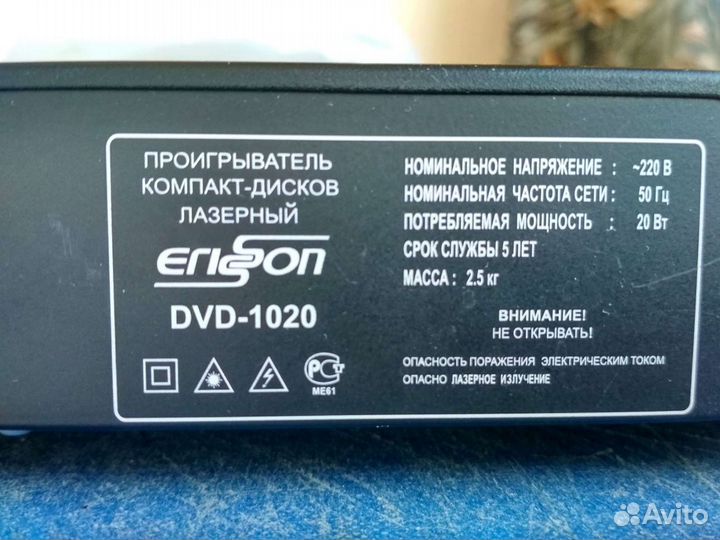 ПРОИГРЫВАТЕЛЬ
КОМПАКТ-ДИСКОВ
ЛАЗЕРНЫЙ
Erisson
DVD-1020
РСТ
МЕ61
НОМИНАЛЬНОЕ НАПРЯЖЕНИЕ : ~220 В
НОМИНАЛЬНАЯ ЧАСТОТА СЕТИ : 50 Гц
ПОТРЕБЛЯЕМАЯ МОЩНОСТЬ : 20 Вт
СРОК СЛУЖБЫ 5 ЛЕТ
МАССА : 2.5 кг
ВНИМАНИЕ!
НЕ ОТКРЫВАТЬ!
ОПАСНОСТЬ ПОРАЖЕНИЯ ЭЛЕКТРИЧЕСКИМ ТОКОМ
ОПАСНО ЛАЗЕРНОЕ ИЗЛУЧЕНИЕ
Avito